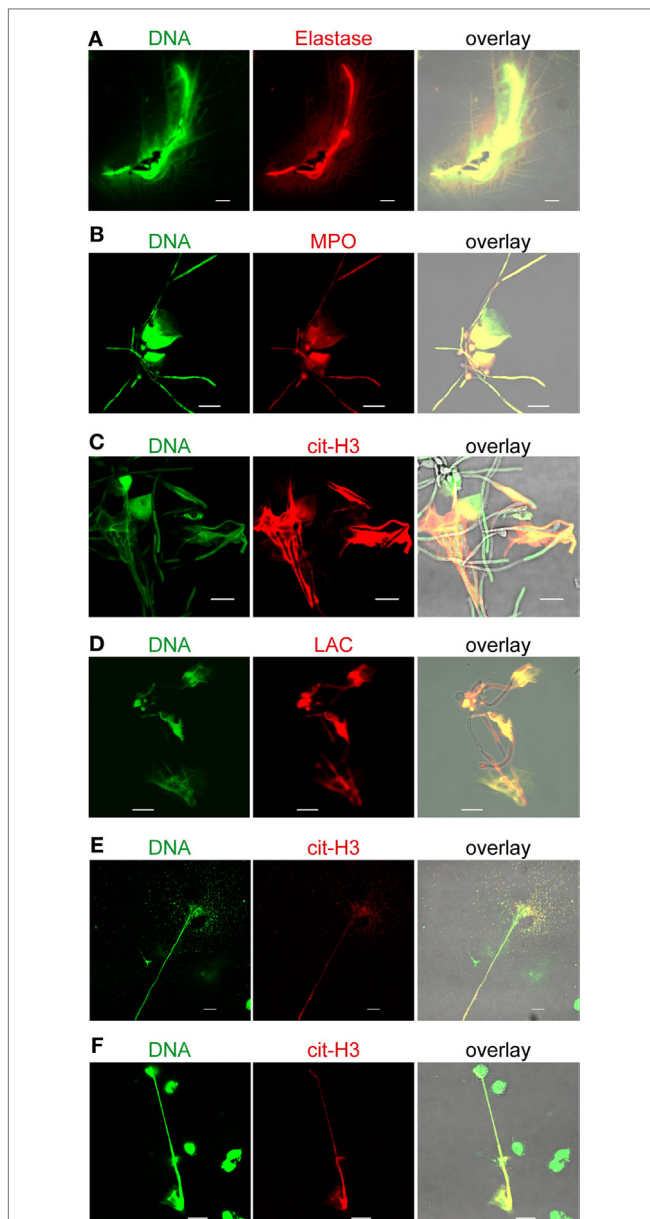 A DNA Elastase overlay
B DNA MPO overlay
C DNA cit-H3 overlay
D DNA LAC overlay
E DNA cit-H3 overlay
F DNA cit-H3 overlay